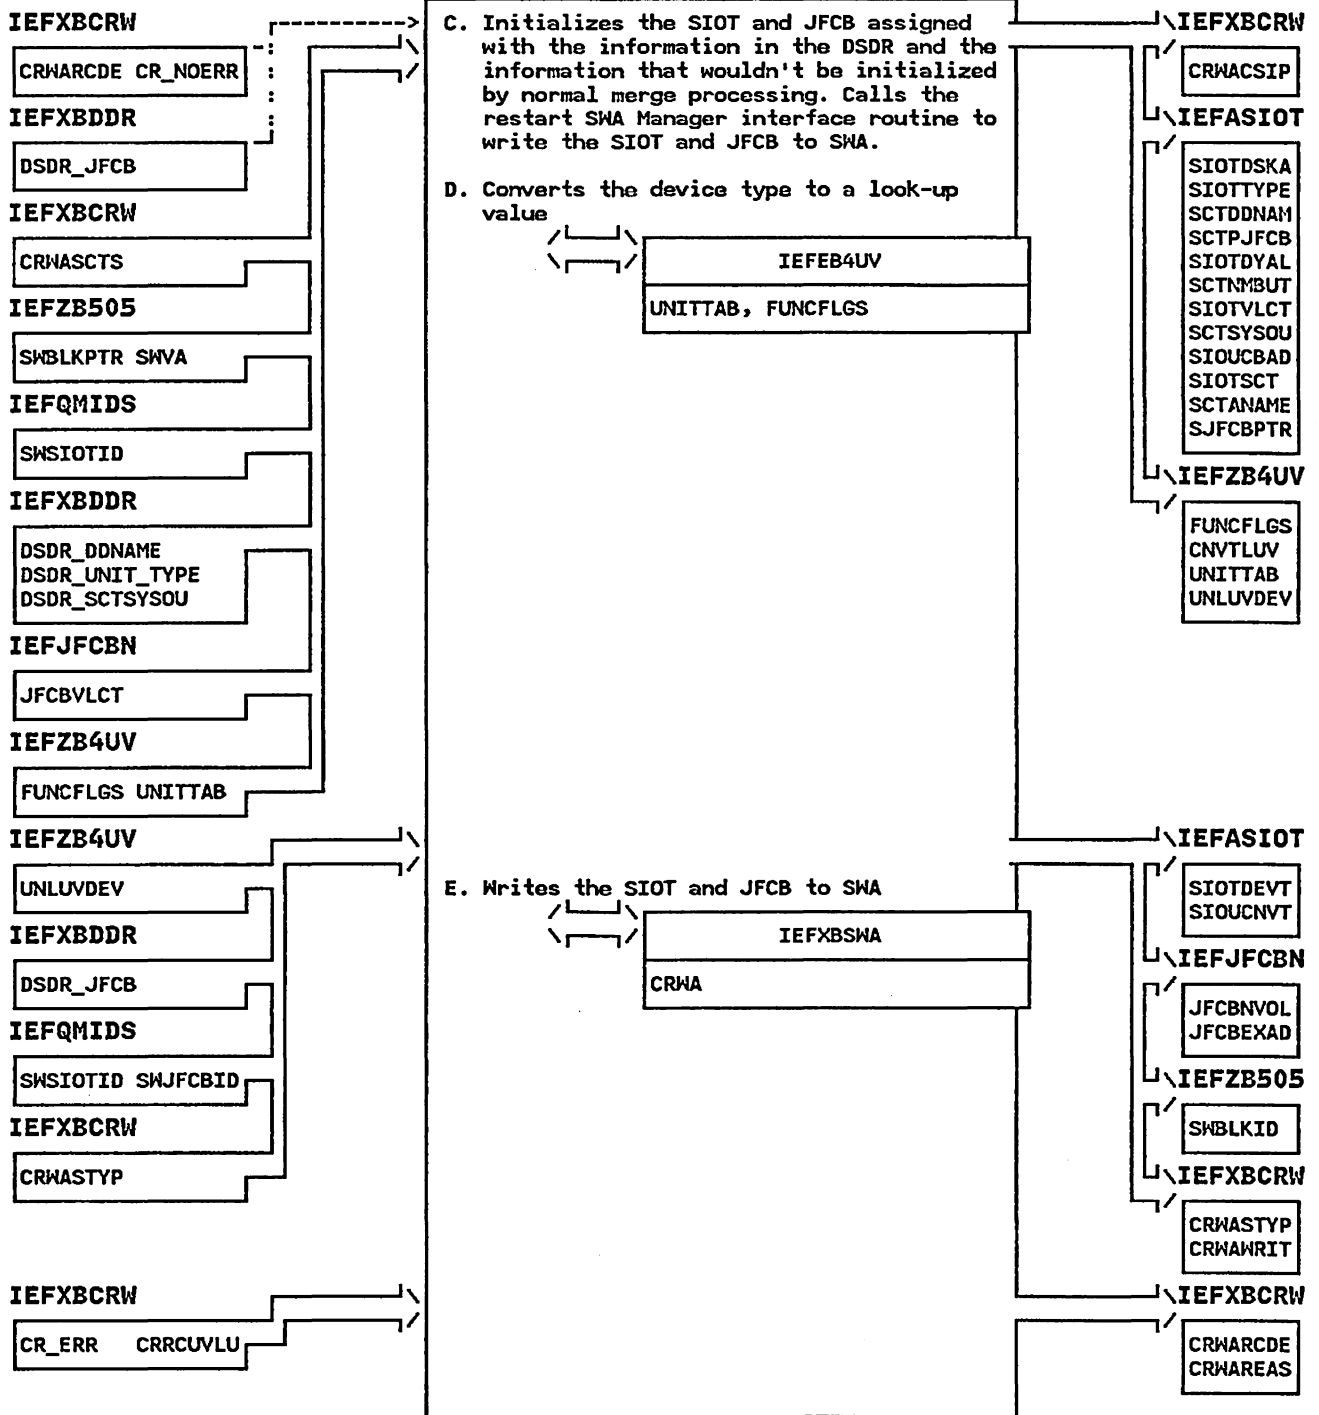 IEFXBCRW
CRWARCDE CR_NOERR
IEFXBDDR
DSDR_JFCB
IEFXBCRW
CRWASCTS
IEFZB505
SWBLKPTR SWVA
IEFQMIDS
SWSIOTID
IEFXBDDR
DSDR_DDNAME
DSDR_UNIT_TYPE
DSDR_SCTSYSOU
IEFJFCBN
JFCBVLCT
IEFZB4UV
FUNCFLGS UNITTAB
IEFZB4UV
UNLUVDEV
IEFXBDDR
DSDR_JFCB
IEFQMIDS
SWSIOTID SWJFCBID
IEFXBCRW
CRWASTYP
IEFXBCRW
CR_ERR CRRCUVLU
C. Initializes the SIOT and JFCB assigned
with the information in the DSDR and the
information that wouldn't be initialized
by normal merge processing. Calls the
restart SWA Manager interface routine to
write the SIOT and JFCB to SWA.
D. Converts the device type to a look-up
value
IEFEB4UV
UNITTAB, FUNCFLGS
E. Writes the SIOT and JFCB to SWA
IEFXBSWA
CRWA
IEFXBCRW
CRWACSIP
IEFASIOT
SIOTDSKA
SIOTTYPE
SCTDDNAM
SCTPJFCB
SIOTDYAL
SCTNMBUT
SIOTVLCT
SCTSYSOU
SIOUCBAD
SIOTSCT
SCTANAME
SJFCBPTR
IEFZB4UV
FUNCFLGS
CNVTLUV
UNITTAB
UNLUVDEV
IEFASIOT
SIOTDEVT
SIOUCNVT
IEFJFCBN
JFCBNVOL
JFCBEXAD
IEFZB505
SWBLKID
IEFXBCRW
CRWASTYP
CRWAWRIT
IEFXBCRW
CRWARCDE
CRWAREAS